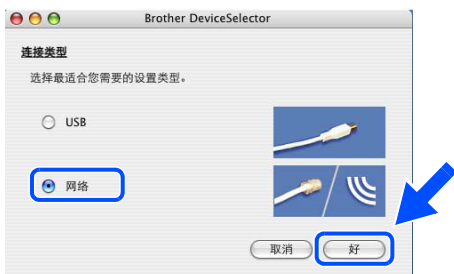 Brother DeviceSelector
连接类型
选择最适合您需要的设置类型。
USB
网络
取消 好